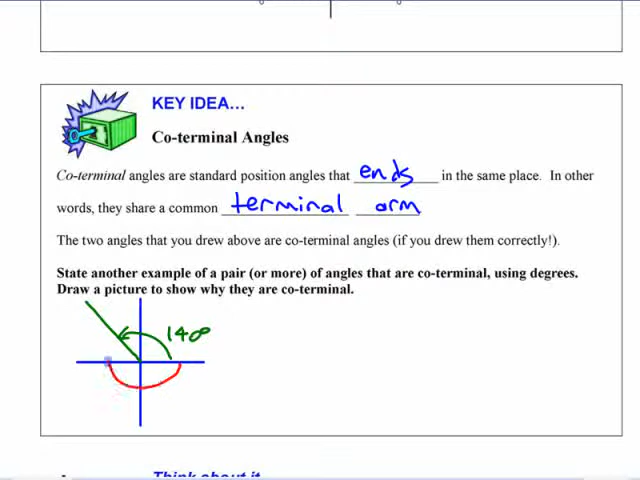 KEY IDEA…
Co-terminal Angles
Co-terminal angles are standard position angles that ends in the same place. In other
words, they share a common terminal arm
The two angles that you drew above are co-terminal angles (if you drew them correctly!).
State another example of a pair (or more) of angles that are co-terminal, using degrees.
Draw a picture to show why they are co-terminal.
140°
Think about it